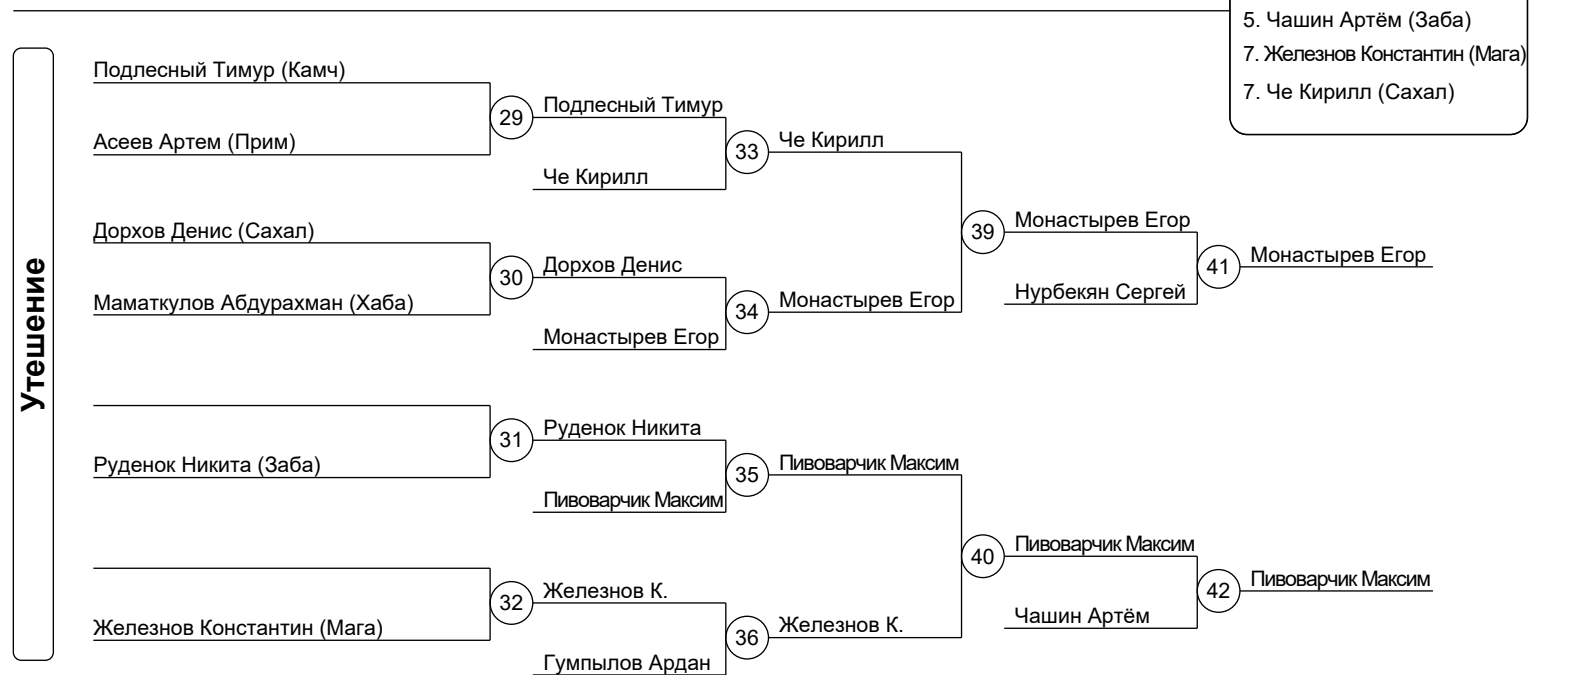 5. Чашин Артём (Заба)
7. Железнов Константин (Мага)
7. Че Кирилл (Сахал)
Утешение
Подлесный Тимур (Камч)
Асеев Артем (Прим)
29
Подлесный Тимур
Че Кирилл
33
Че Кирилл
Дорхов Денис (Сахал)
Маматкулов Абдурахман (Хаба)
30
Дорхов Денис
Монастырев Егор
34
Монастырев Егор
39
Монастырев Егор
Нурбекян Сергей
41
Монастырев Егор
Руденок Никита (Заба)
31
Руденок Никита
Пивоварчик Максим
35
Пивоварчик Максим
Железнов Константин (Мага)
32
Железнов К.
Гумпылов Ардан
36
Железнов К.
40
Пивоварчик Максим
Чашин Артём
42
Пивоварчик Максим